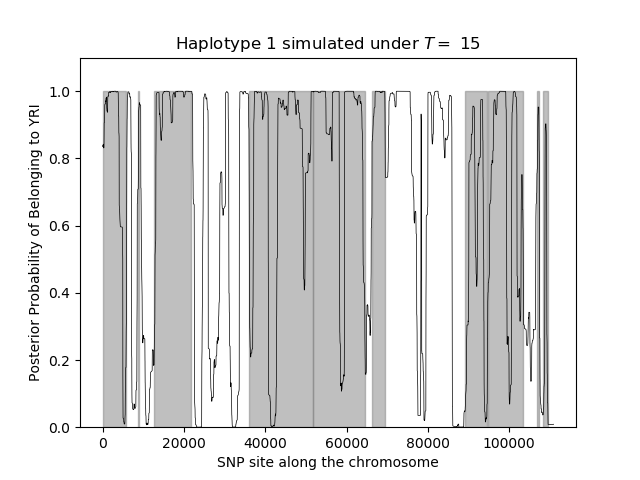 Haplotype 1 simulated under T = 15
Posterior Probability of Belonging to YRI
1.0
0.8
0.6
0.4
0.2
0.0
0 20000 40000 60000 80000 100000
SNP site along the chromosome